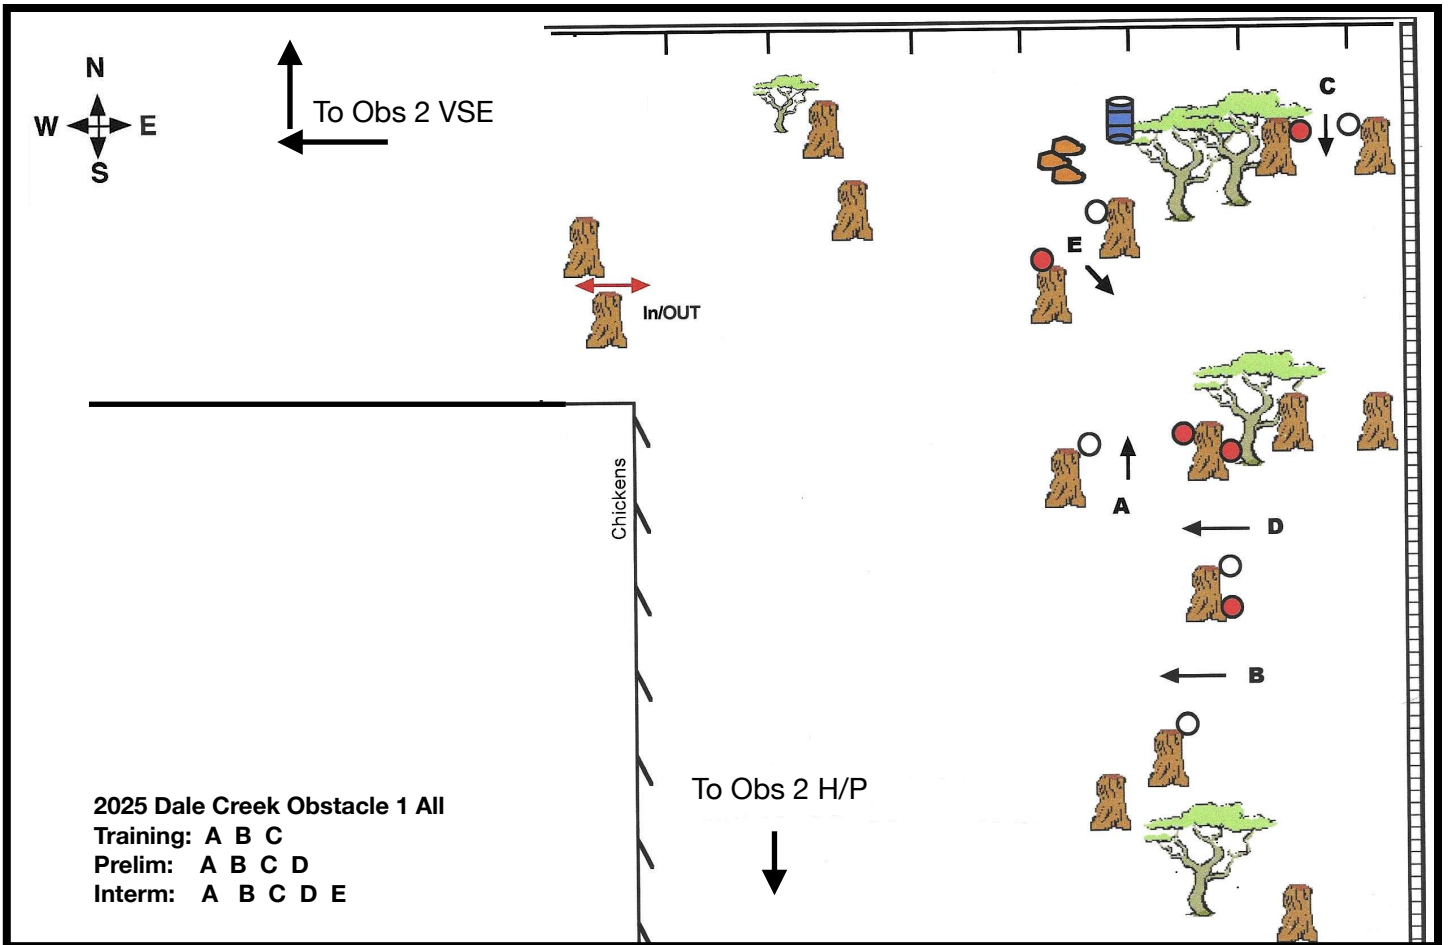 N
W E
S
To Obs 2 VSE
C
E
In/OUT
Chickens
A
D
B
To Obs 2 H/P
2025 Dale Creek Obstacle 1 All
Training: A B C
Prelim: A B C D
Interm: A B C D E